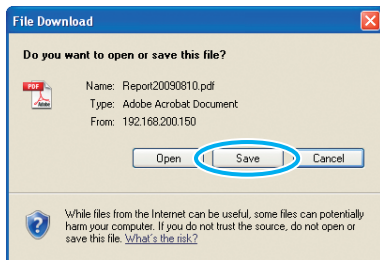 File Download
Do you want to open or save this file?
PDF
Adobe
Name: Report20090810.pdf
Type: Adobe Acrobat Document
From: 192.168.200.150
Open Save Cancel
While files from the Internet can be useful, some files can potentially
harm your computer. If you do not trust the source, do not open or
save this file. What's the risk?